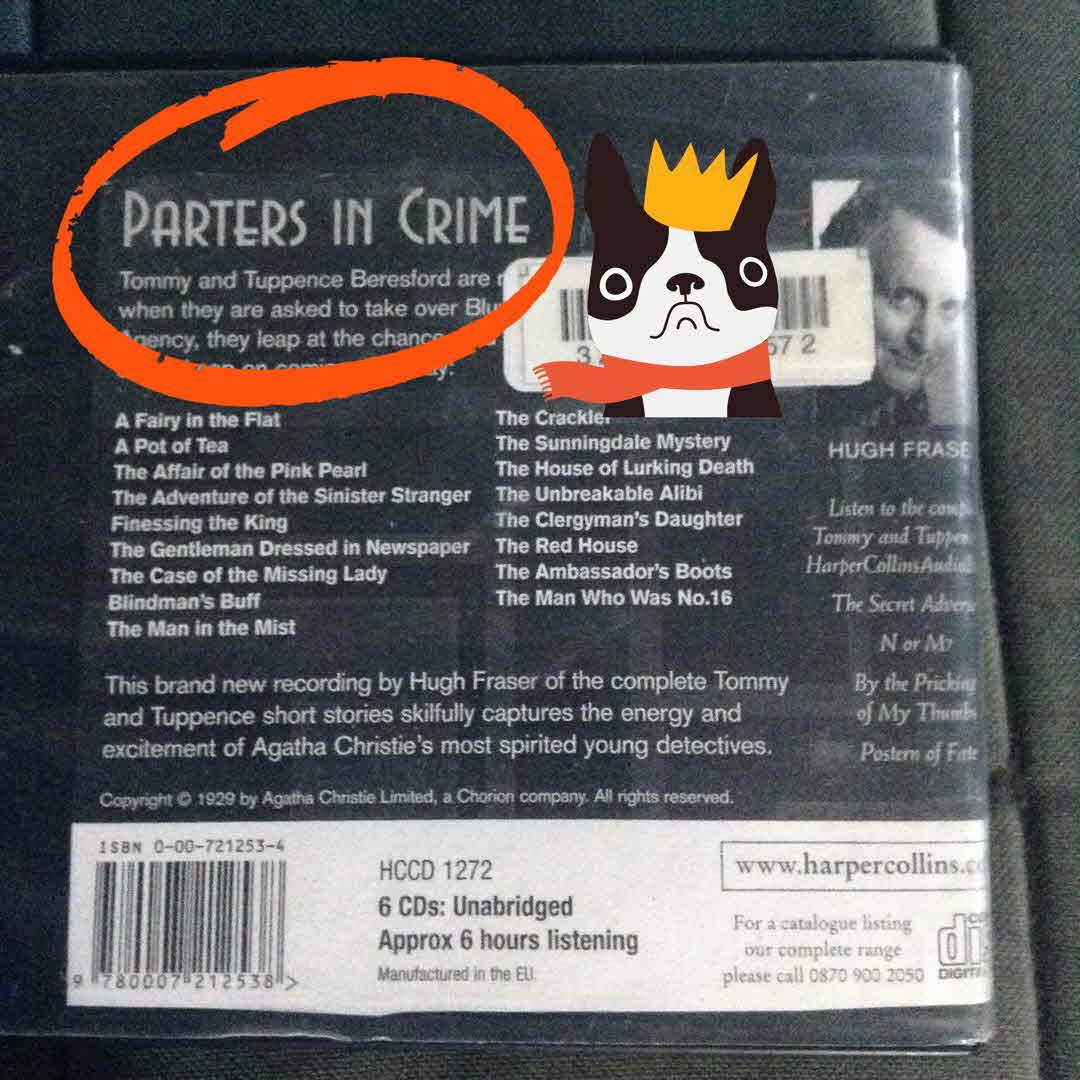 PARTERS IN CRIME
Tommy and Tuppence Beresford are
when they are asked to take over
Agency, they leap at the chance
A Fairy in the Flat
A Pot of Tea
The Affair of the Pink Pearl
The Adventure of the Sinister Stranger
Finessing the King
The Gentleman Dressed in Newspaper
The Case of the Missing Lady
Blindman's Buff
The Man in the Mist
The Crackler
The Sunningdale Mystery
The House of Lurking Death
The Unbreakable Alibi
The Clergyman's Daughter
The Red House
The Ambassador's Boots
The Man Who Was No.16
57 2
HUGH FRASE
Listen to the
Tommy and
HarperCollinsAudio
The Secret
N or M?
By the
of My Thumbs
Postern of Fate
This brand new recording by Hugh Fraser of the complete Tommy
and Tuppence short stories skilfully captures the energy and
excitement of Agatha Christie's most spirited young detectives.
Copyright © 1929 by Agatha Christie Limited, a Chorion company. All rights reserved.
ISBN 0-00-721253-4
9 780007 212538 >
HCCD 1272
6 CDs: Unabridged
Approx 6 hours listening
Manufactured in the EU.
www.harpercollins.c
For a catalogue listing
our complete range
please call 0870 900 2050